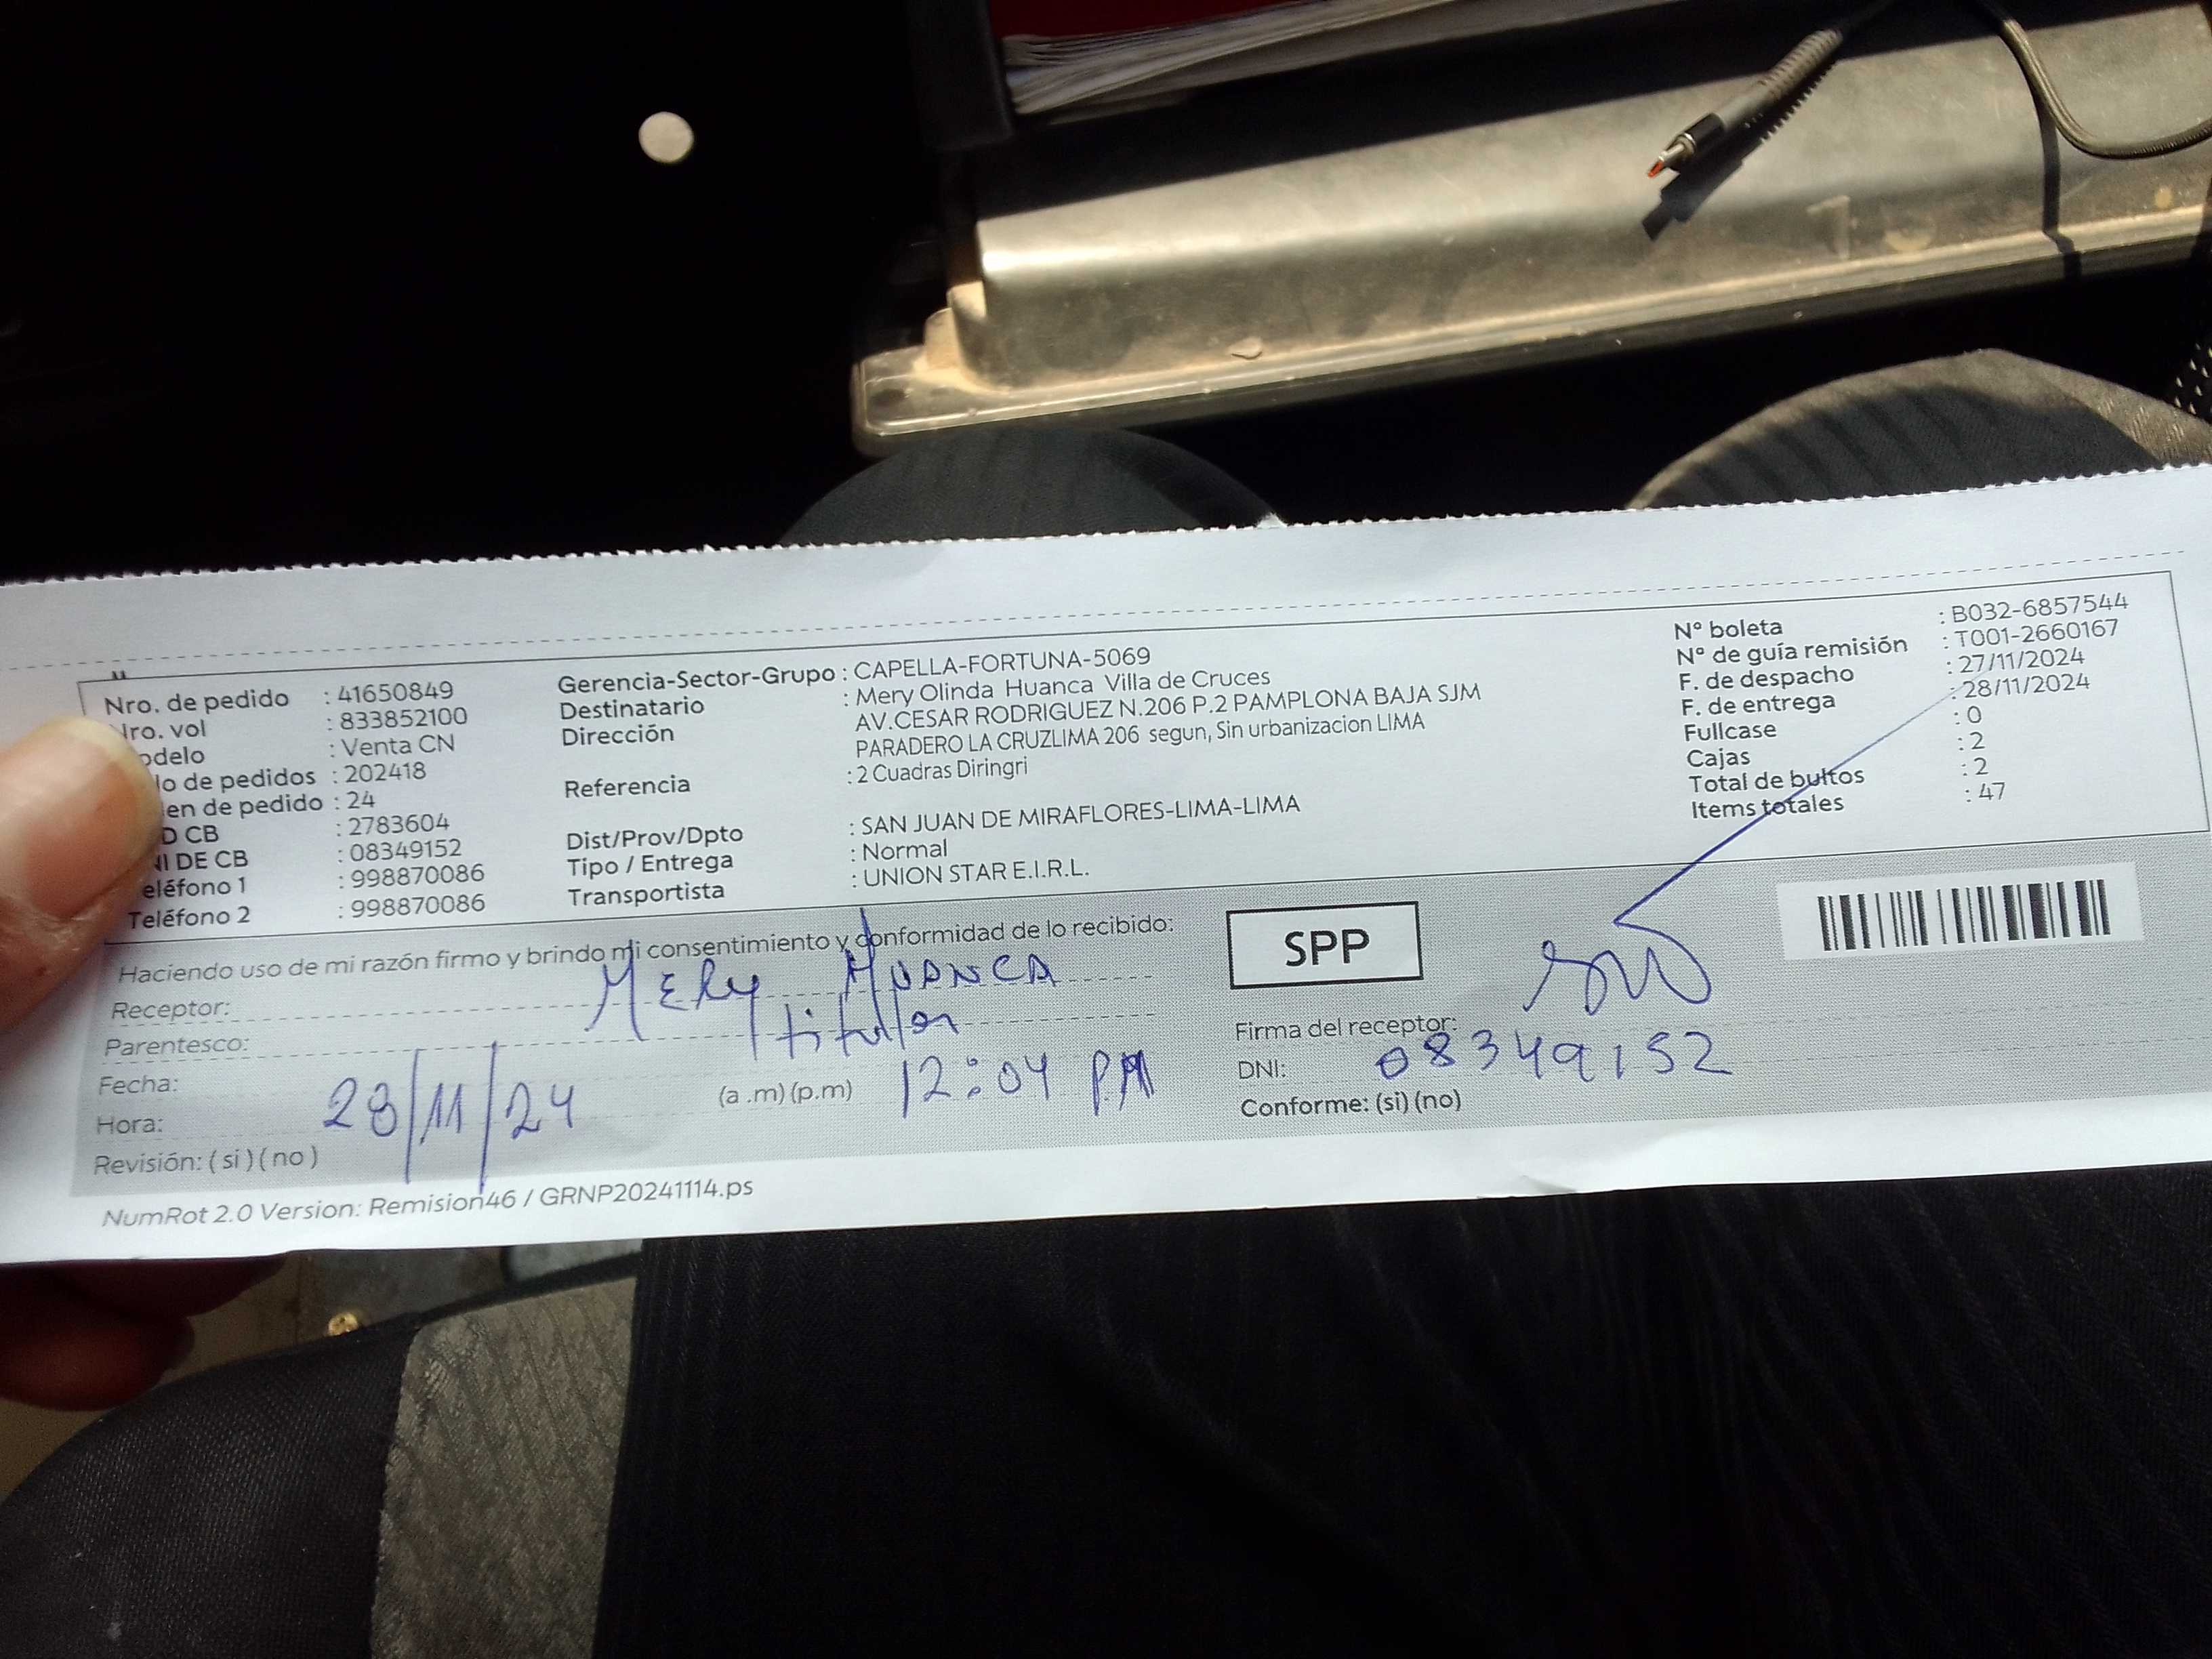 Nro. de pedido : 41650849
Nro. vol : 833852100
odelo : Venta CN
lo de pedidos : 202418
en de pedido : 24
D CB : 2783604
NI DE CB : 08349152
eléfono 1 : 998870086
Teléfono 2 : 998870086
Gerencia-Sector-Grupo : CAPELLA-FORTUNA-5069
Destinatario : Mery Olinda Huanca Villa de Cruces
Dirección AV.CESAR RODRIGUEZ N.206 P.2 PAMPLONA BAJA SJM
PARADERO LA CRUZLIMA 206 segun, Sin urbanizacion LIMA
Referencia : 2 Cuadras Diringri
Dist/Prov/Dpto : SAN JUAN DE MIRAFLORES-LIMA-LIMA
Tipo / Entrega : Normal
Transportista : UNION STAR E.I.R.L.
N° boleta : B032-6857544
N° de guía remisión : T001-2660167
F. de despacho : 27/11/2024
F. de entrega : 28/11/2024
Fullcase : 0
Cajas : 2
Total de bultos : 2
Items totales : 47
Haciendo uso de mi razón firmo y brindo mi consentimiento y conformidad de lo recibido:
Receptor: MERy HUANCA
Parentesco: titular
Fecha: 28/11/24
Hora: (a .m) (p.m) 12:04 PM
Revisión: ( si ) ( no )
SPP
Firma del receptor:
DNI: 08349152
Conforme: (si) (no)
NumRot 2.0 Version: Remision46 / GRNP20241114.ps